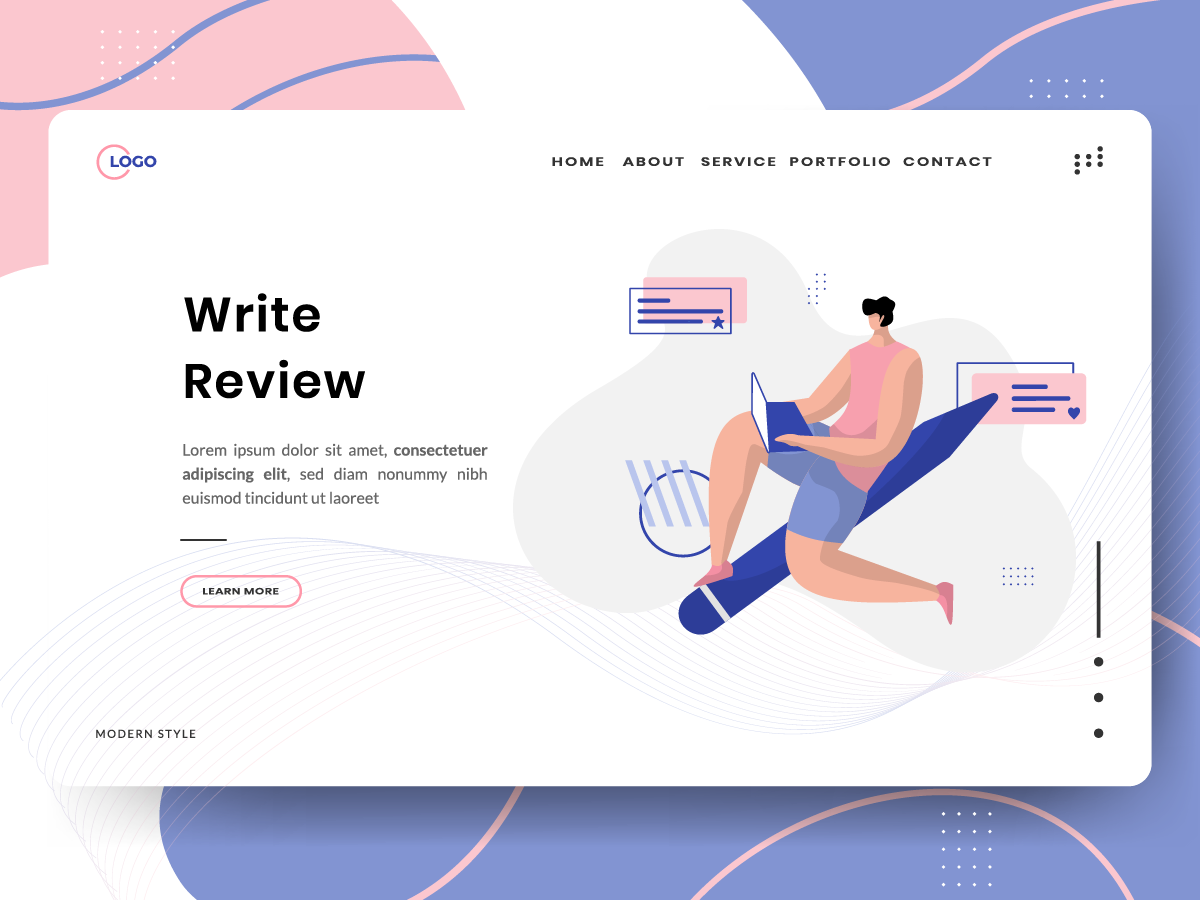 LOGO
HOME ABOUT SERVICE PORTFOLIO CONTACT
Write
Review
Lorem ipsum dolor sit amet, consectetuer
adipiscing elit, sed diam nonummy nibh
euismod tincidunt ut laoreet
LEARN MORE
MODERN STYLE